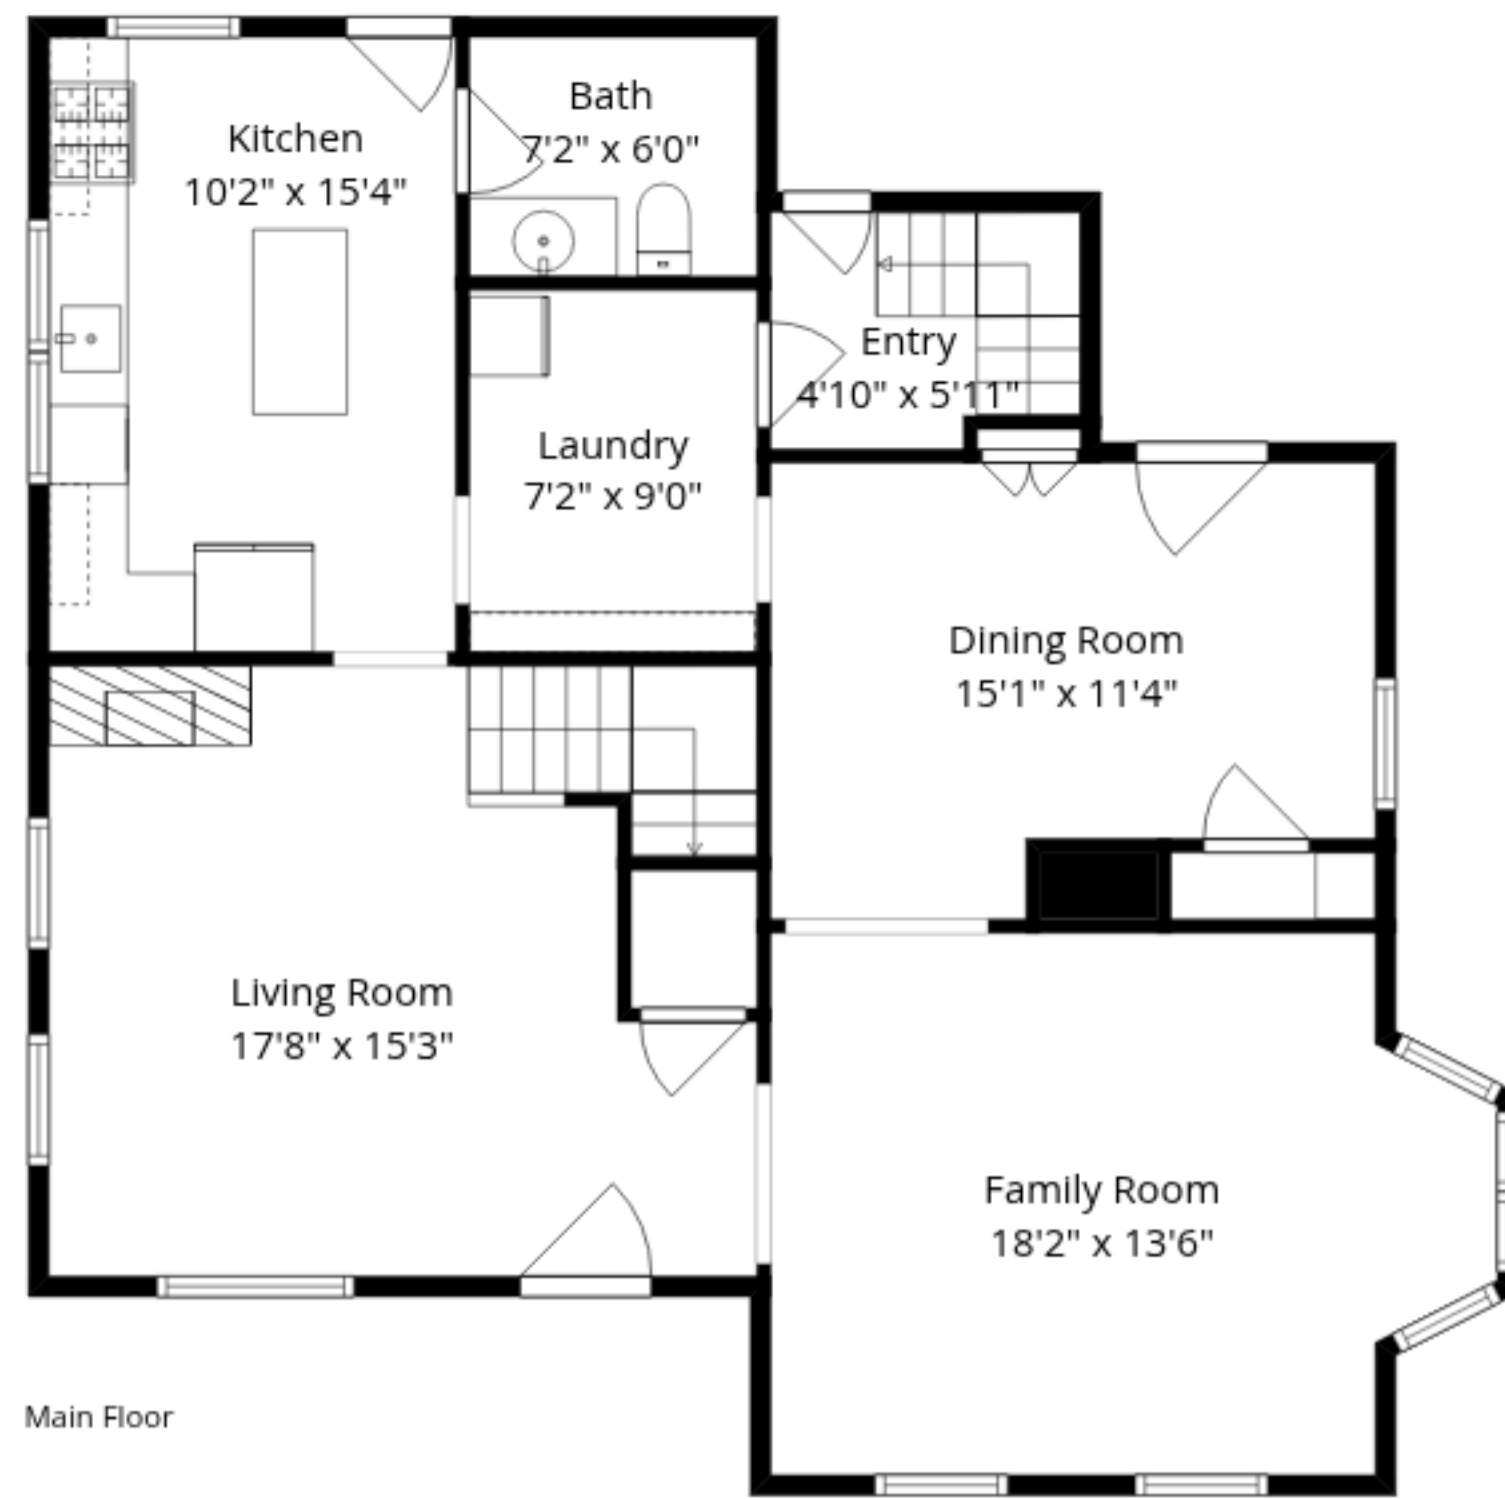 Kitchen
10'2" x 15'4"
Bath
7'2" x 6'0"
Entry
4'10" x 5'11"
Laundry
7'2" x 9'0"
Dining Room
15'1" x 11'4"
Living Room
17'8" x 15'3"
Family Room
18'2" x 13'6"
Main Floor